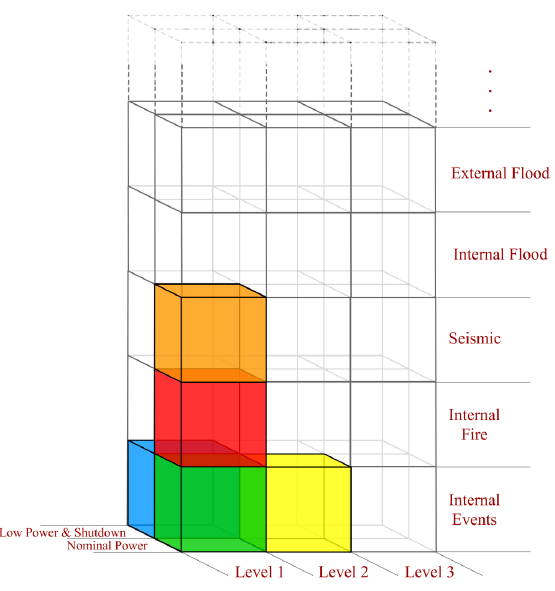 External Flood
Internal Flood
Seismic
Internal
Fire
Internal
Events
Low Power & Shutdown
Nominal Power
Level 1
Level 2
Level 3